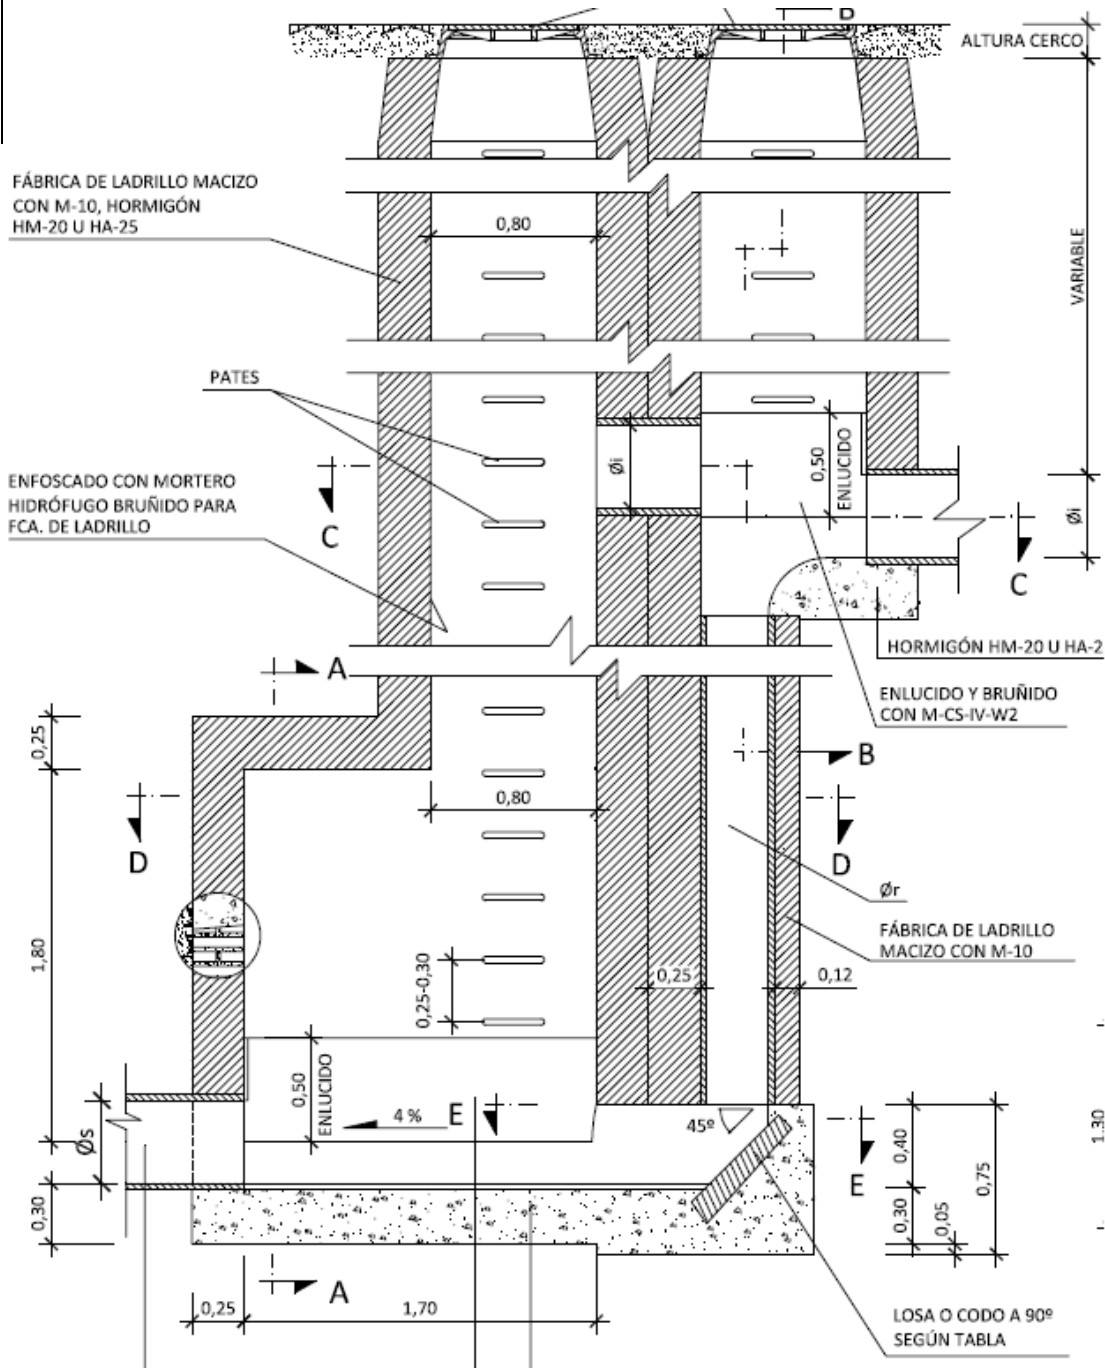 B
ALTURA CERCO
FÁBRICA DE LADRILLO MACIZO
CON M-10, HORMIGÓN
HM-20 U HA-25
0,80
VARIABLE
PATES
ENFOSCADO CON MORTERO
HIDRÓFUGO BRUÑIDO PARA
FCA. DE LADRILLO
Øi
0,50
ENLUCIDO
Øi
C
C
HORMIGÓN HM-20 U HA-2
A
ENLUCIDO Y BRUÑIDO
CON M-CS-IV-W2
0,25
B
0,80
D
D
Ør
FÁBRICA DE LADRILLO
MACIZO CON M-10
1,80
0,25-0,30
0,25
0,12
0,50
ENLUCIDO
4 %
E
45º
Øs
0,40
0,75
1.30
E
0,30
0,30
0,05
A
0,25
1,70
LOSA O CODO A 90º
SEGÚN TABLA